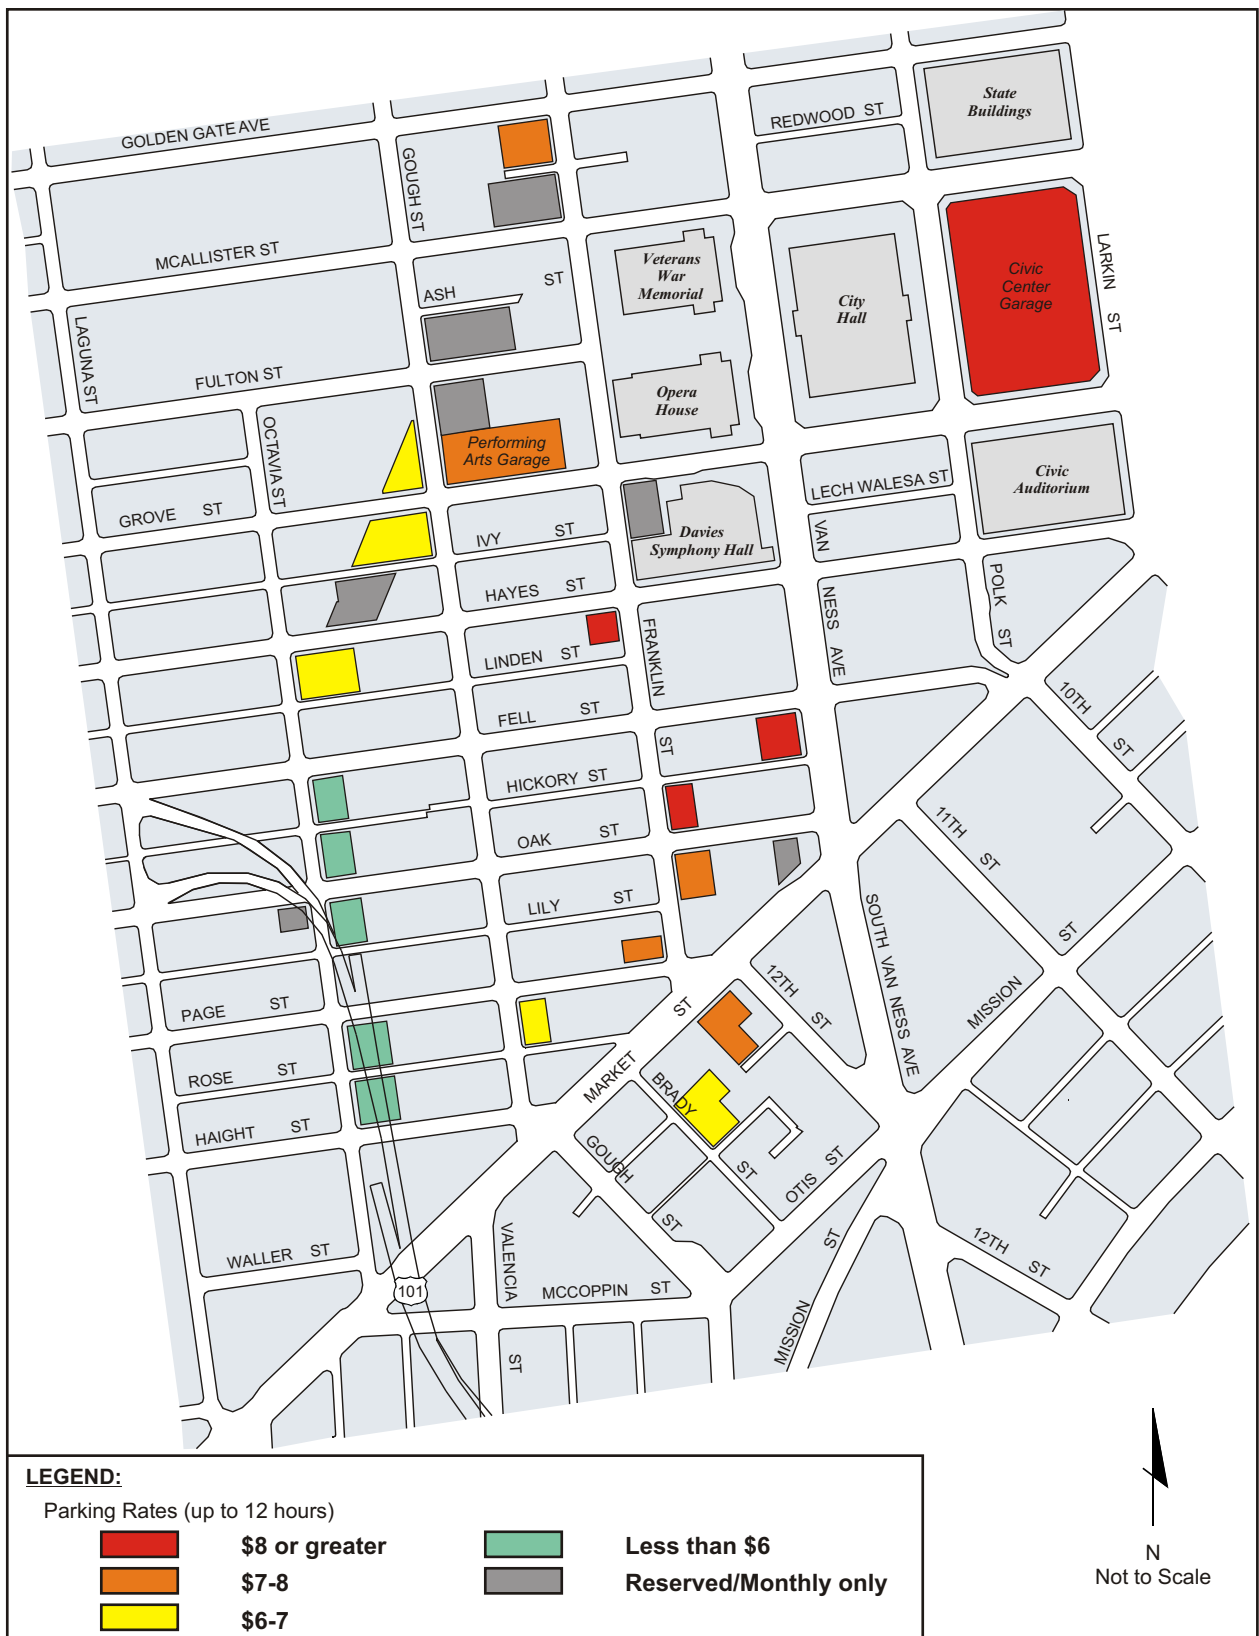 State
Buildings
REDWOOD ST
GOLDEN GATE AVE
GOUGH ST
MCALLISTER ST
LARKIN ST
Veterans
War
Memorial
City
Hall
Civic
Center
Garage
ASH ST
LAGUNA ST
FULTON ST
Opera
House
OCTAVIA ST
Performing
Arts Garage
LECH WALESA ST
Civic
Auditorium
GROVE ST
IVY ST
Davies
Symphony Hall
VAN NESS AVE
POLK ST
HAYES ST
FRANKLIN ST
LINDEN ST
FELL ST
10TH ST
HICKORY ST
11TH ST
OAK ST
LILY ST
SOUTH VAN NESS AVE
MISSION ST
12TH ST
PAGE ST
MARKET ST
ROSE ST
BRADY ST
HAIGHT ST
GOUGH ST
OTIS ST
WALLER ST
VALENCIA ST
MCCOPPIN ST
MISSION ST
12TH ST
101
LEGEND:
Parking Rates (up to 12 hours)
$8 or greater
$7-8
$6-7
Less than $6
Reserved/Monthly only
N
Not to Scale